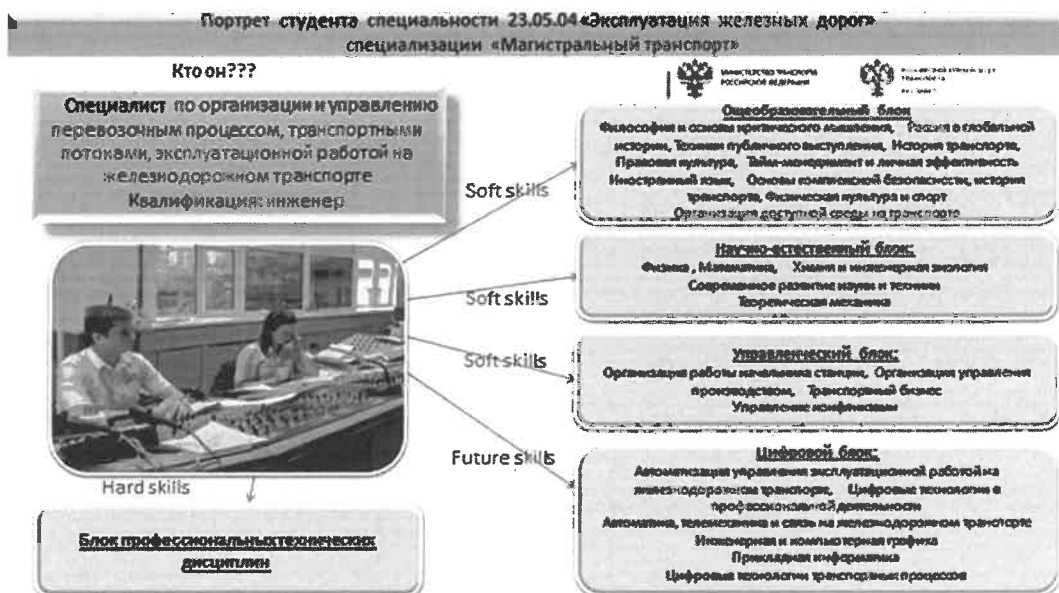 Портрет студента специальности 23.05.04 «Эксплуатация железных дорог»
специализации «Магистральный транспорт»
Кто он???
Специалист по организации и управлению
перевозочным процессом, транспортными
потоками, эксплуатационной работой на
железнодорожном транспорте
Квалификация: инженер
МИНИСТЕРСТВО ТРАНСПОРТА
РОССИЙСКОЙ ФЕДЕРАЦИИ
Soft skills
Общеобразовательный блок
Философия и основы критического мышления, Россия в глобальной
истории, Техники публичного выступления, История транспорта,
Правовая культура, Тайм-менеджмент и личная эффективность
Иностранный язык, Основы комплексной безопасности, история
транспорта, Физическая культура и спорт
Организация доступной среды на транспорте
Soft skills
Научно-естественный блок:
Физика , Математика, Химия и инженерная экология
Современное развитие науки и техники
Теоретическая механика
Soft skills
Управленческий блок:
Организация работы начальника станции, Организация управления
производством, Транспортный бизнес
Управление конфликтами
Future skills
Цифровой блок:
Автоматизация управления эксплуатационной работой на
железнодорожном транспорте, Цифровые технологии в
профессиональной деятельности
Автоматика, телемеханика и связь на железнодорожном транспорте
Инженерная и компьютерная графика
Прикладная информатика
Цифровые технологии транспортных процессов
Hard skills
Блок профессиональных технических
дисциплин